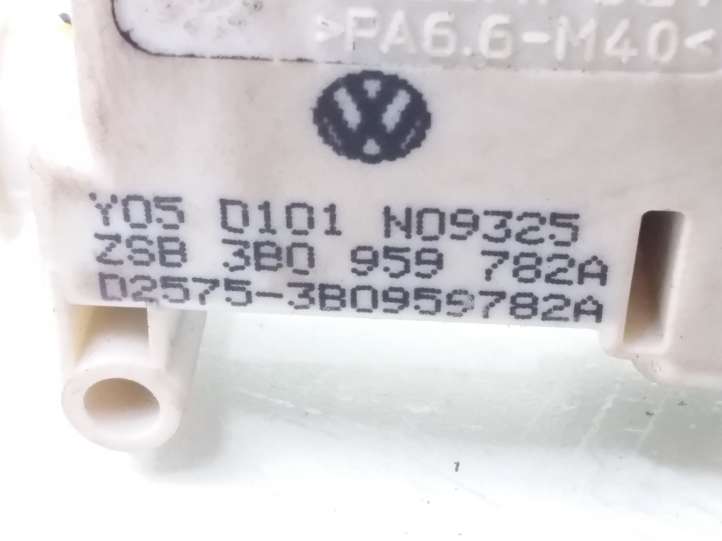 >PA6.6-M40<
Y05 D101 N09325
ZSB 3B0 959 782A
D2575-3B0959782A